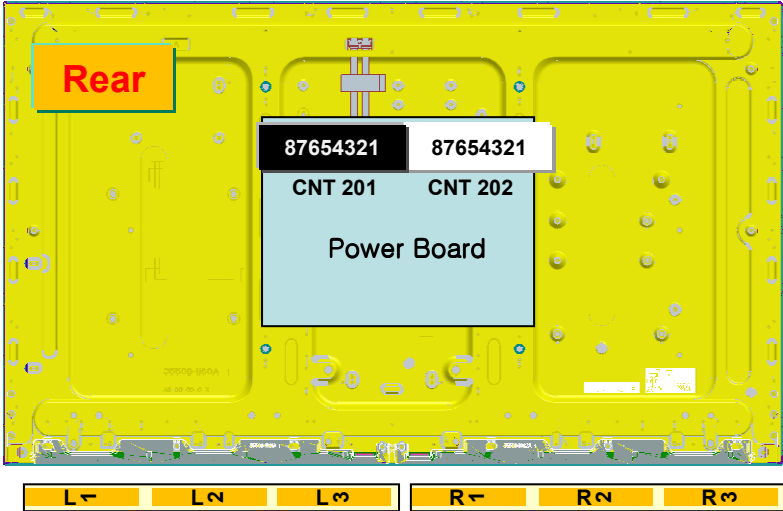 Rear
87654321 87654321
CNT 201 CNT 202
Power Board
L1 L2 L3 R1 R2 R3